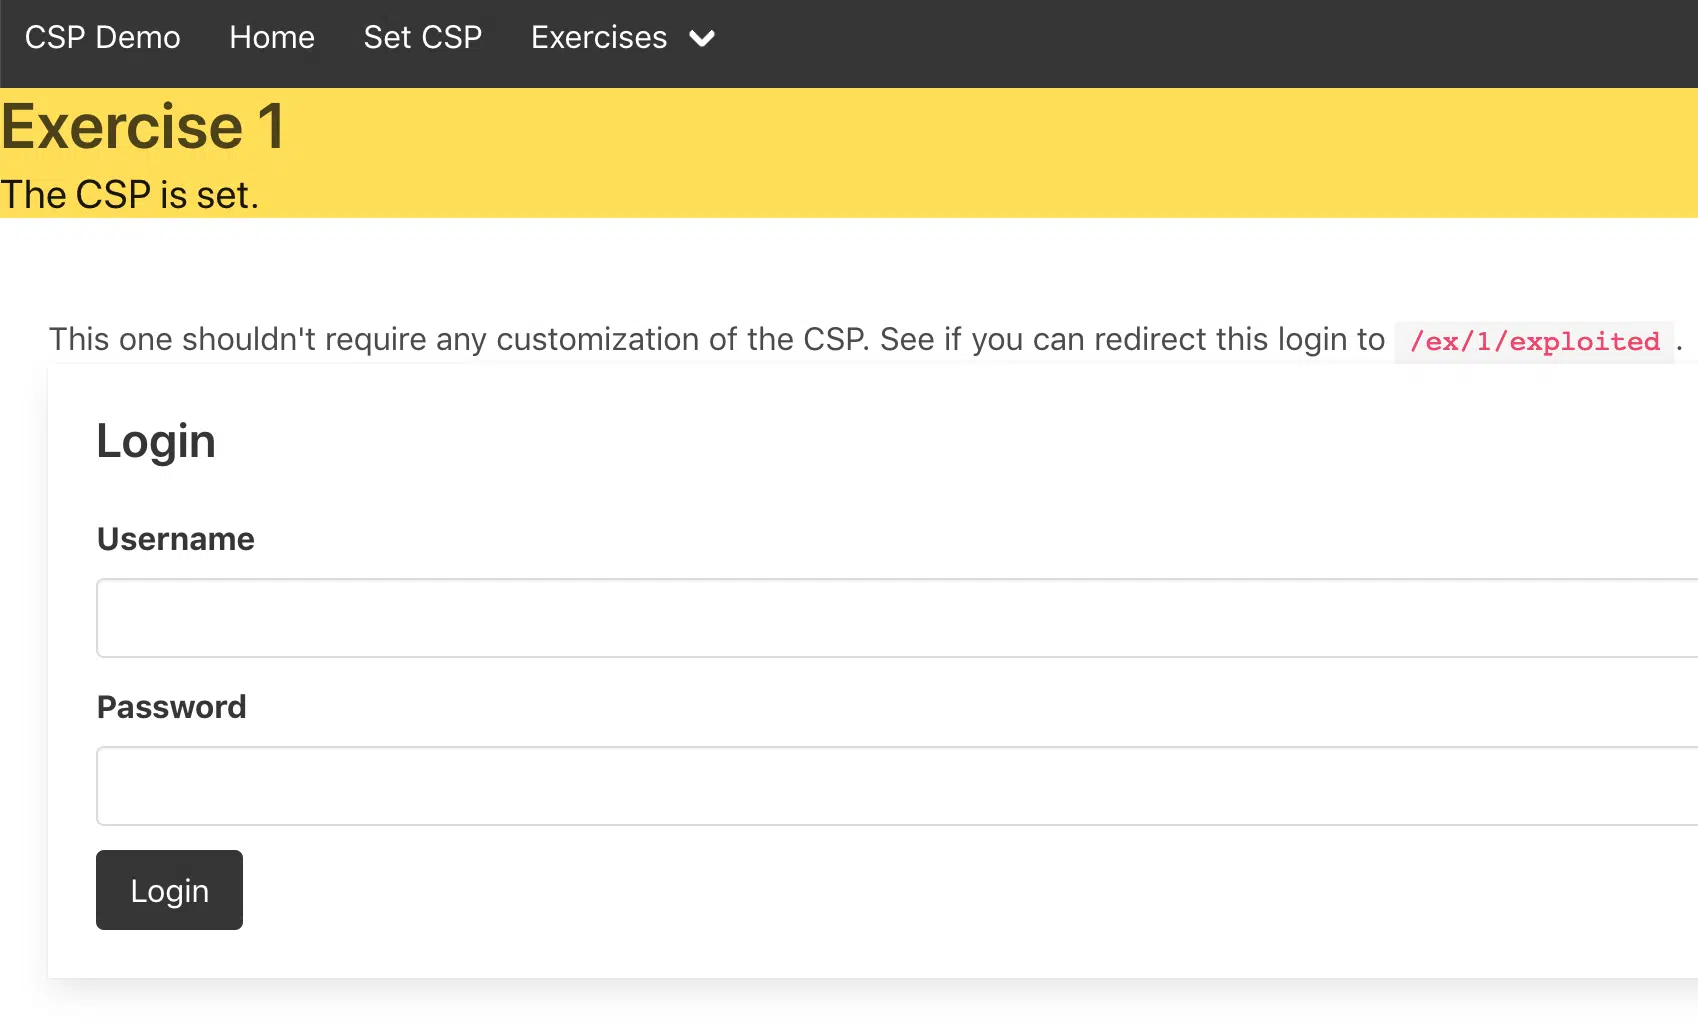 CSP Demo Home Set CSP Exercises
Exercise 1
The CSP is set.
This one shouldn't require any customization of the CSP. See if you can redirect this login to /ex/1/exploited .
Login
Username
Password
Login